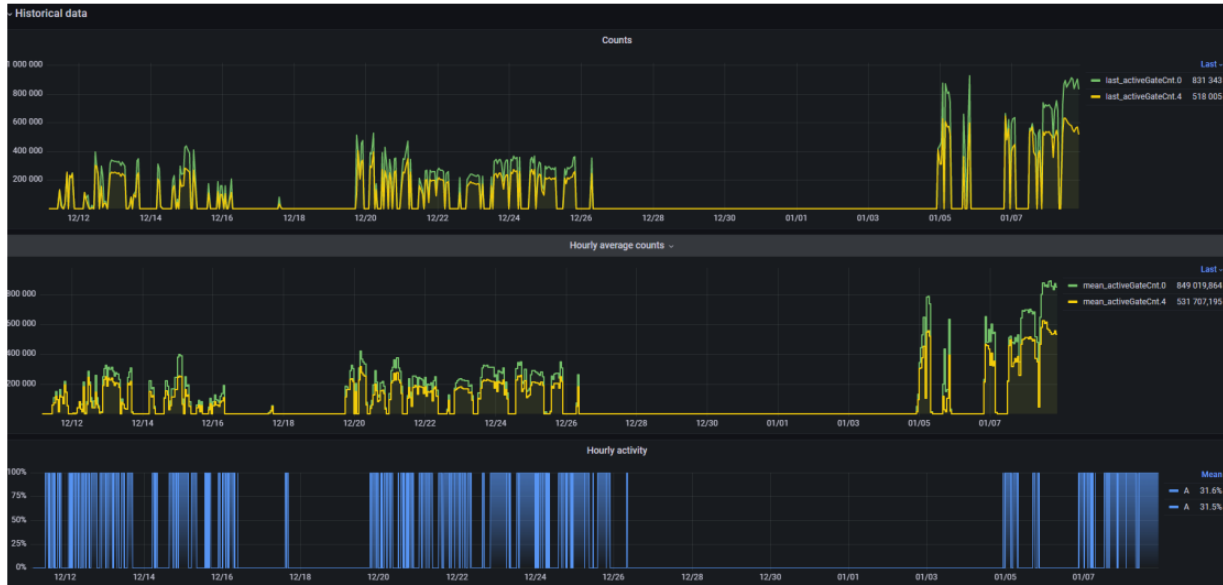 Historical data
Counts
Last
1 000 000
800 000
600 000
400 000
200 000
last_activeGateCnt.0 831 343
last_activeGateCnt.4 518 005
12/12 12/14 12/16 12/18 12/20 12/22 12/24 12/26 12/28 12/30 01/01 01/03 01/05 01/07
Hourly average counts
Last
800 000
600 000
400 000
200 000
mean_activeGateCnt.0 849 019,864
mean_activeGateCnt.4 531 707,195
12/12 12/14 12/16 12/18 12/20 12/22 12/24 12/26 12/28 12/30 01/01 01/03 01/05 01/07
Hourly activity
Mean
100%
75%
50%
25%
0%
A 31.6%
A 31.5%
12/12 12/14 12/16 12/18 12/20 12/22 12/24 12/26 12/28 12/30 01/01 01/03 01/05 01/07